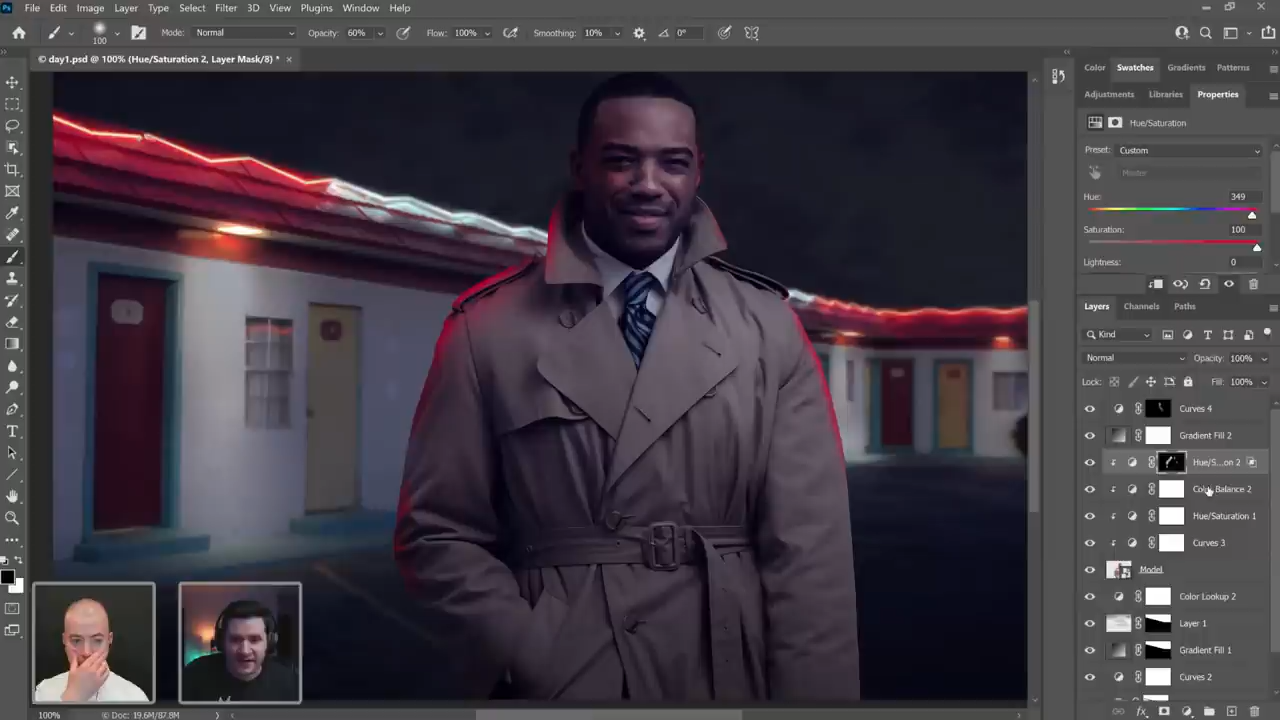 File Edit Image Layer Type Select Filter 3D View Plugins Window Help
100 Mode: Normal Opacity: 60% Flow: 100% Smoothing: 10% 0°
© day1.psd @ 100% (Hue/Saturation 2, Layer Mask/8) *
Color Swatches Gradients Patterns
Adjustments Libraries Properties
Hue/Saturation
Preset: Custom
Master
Hue: 349
Saturation: 100
Lightness: 0
Layers Channels Paths
Kind
Normal Opacity: 100%
Lock: Fill: 100%
Curves 4
Gradient Fill 2
Hue/S...on 2
Color Balance 2
Hue/Saturation 1
Curves 3
Model
Color Lookup 2
Layer 1
Gradient Fill 1
Curves 2
100% © Doc: 19.6M/87.8M